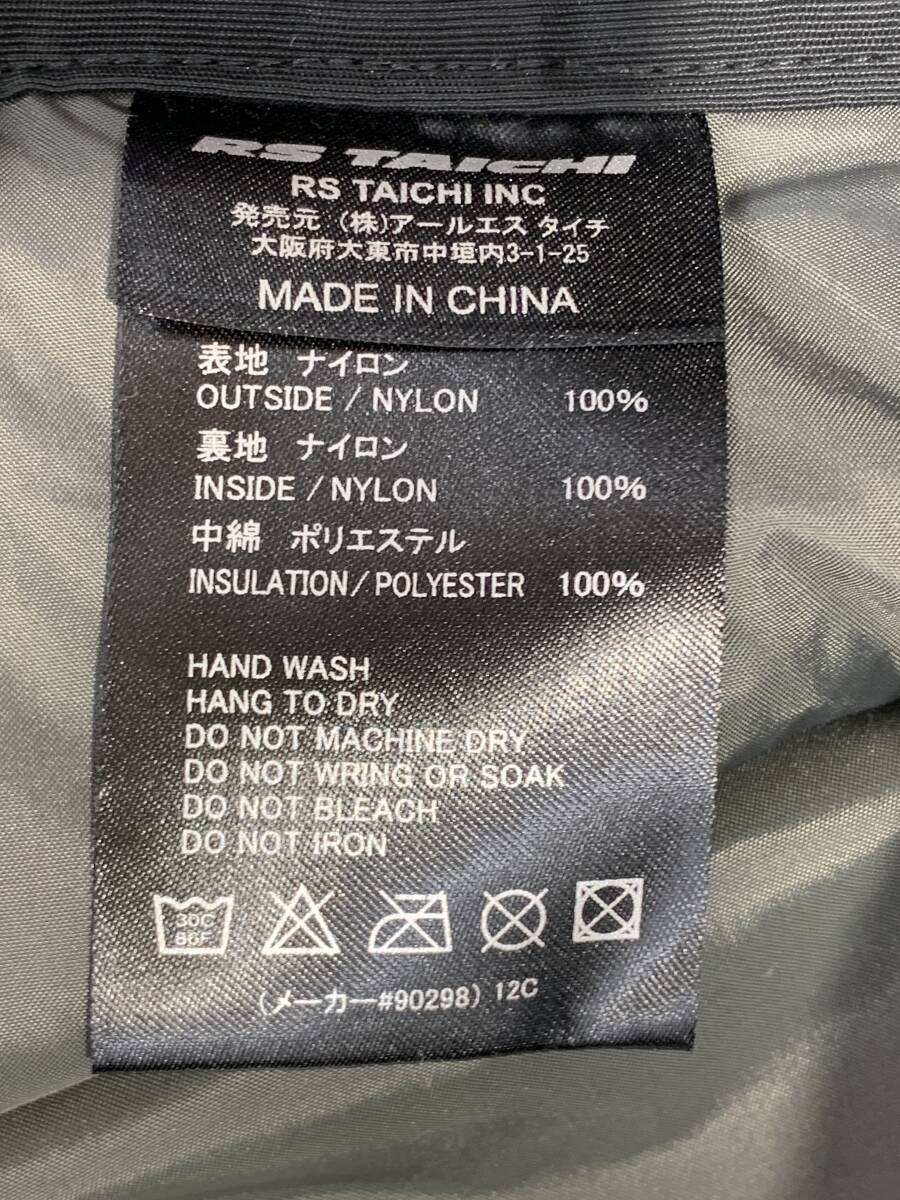 RS TAICHI
RS TAICHI INC
発売元 (株)アールエス タイチ
大阪府大東市中垣内3-1-25
MADE IN CHINA
表地 ナイロン
OUTSIDE / NYLON 100%
裏地 ナイロン
INSIDE / NYLON 100%
中綿 ポリエステル
INSULATION/POLYESTER 100%
HAND WASH
HANG TO DRY
DO NOT MACHINE DRY
DO NOT WRING OR SOAK
DO NOT BLEACH
DO NOT IRON
30C
86F
(メーカー#90298) 12C